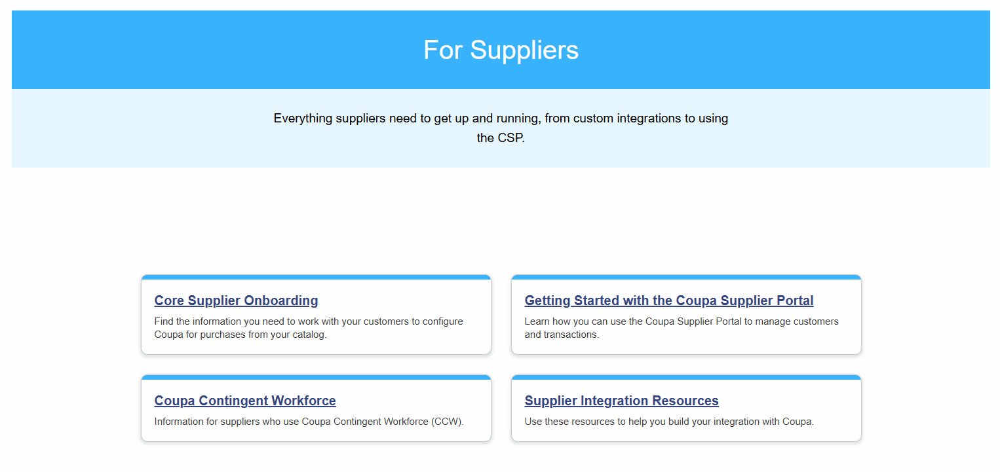 For Suppliers
Everything suppliers need to get up and running, from custom integrations to using
the CSP.
Core Supplier Onboarding
Find the information you need to work with your customers to configure
Coupa for purchases from your catalog.
Getting Started with the Coupa Supplier Portal
Learn how you can use the Coupa Supplier Portal to manage customers
and transactions.
Coupa Contingent Workforce
Information for suppliers who use Coupa Contingent Workforce (CCW).
Supplier Integration Resources
Use these resources to help you build your integration with Coupa.